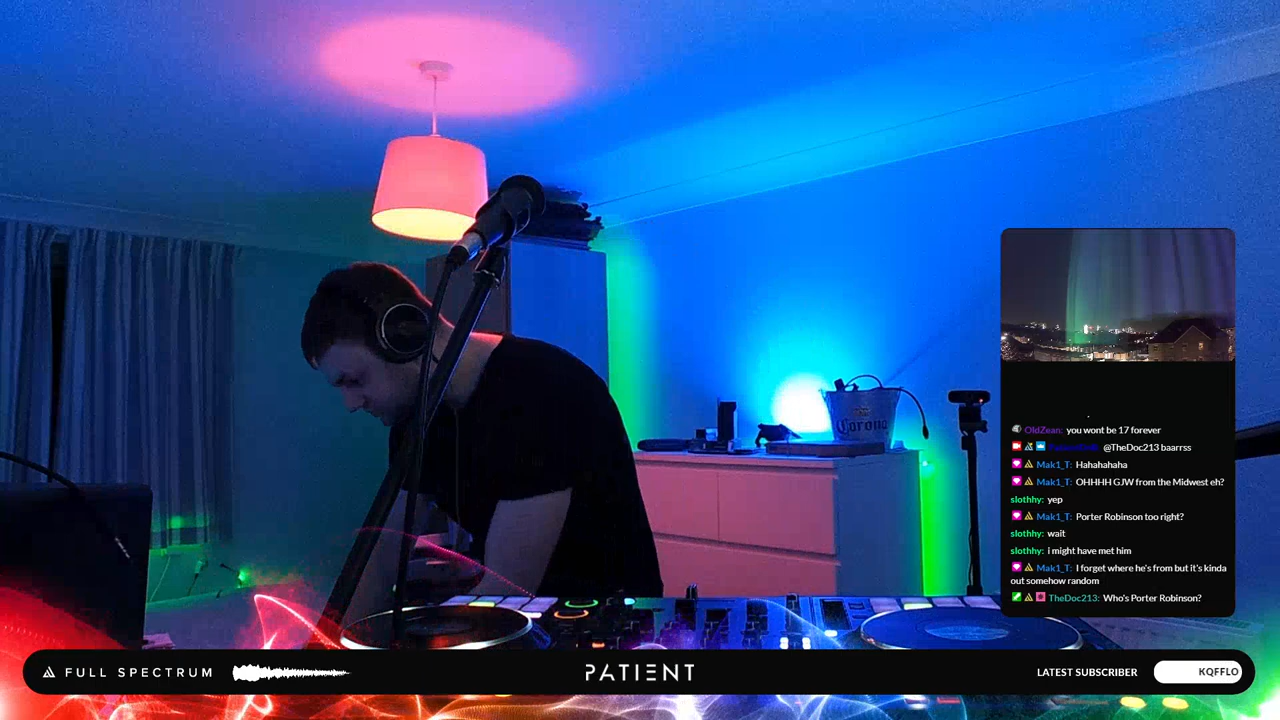 Corona
OldZean: you wont be 17 forever
@TheDoc213 baarrss
Mak1_T: Hahahahaha
Mak1_T: OHHHH GJW from the Midwest eh?
slothhy: yep
Mak1_T: Porter Robinson too right?
slothhy: wait
slothhy: i might have met him
Mak1_T: I forget where he's from but it's kinda
out somehow random
TheDoc213: Who's Porter Robinson?
FULL SPECTRUM
PATIENT
LATEST SUBSCRIBER
KQFFLO